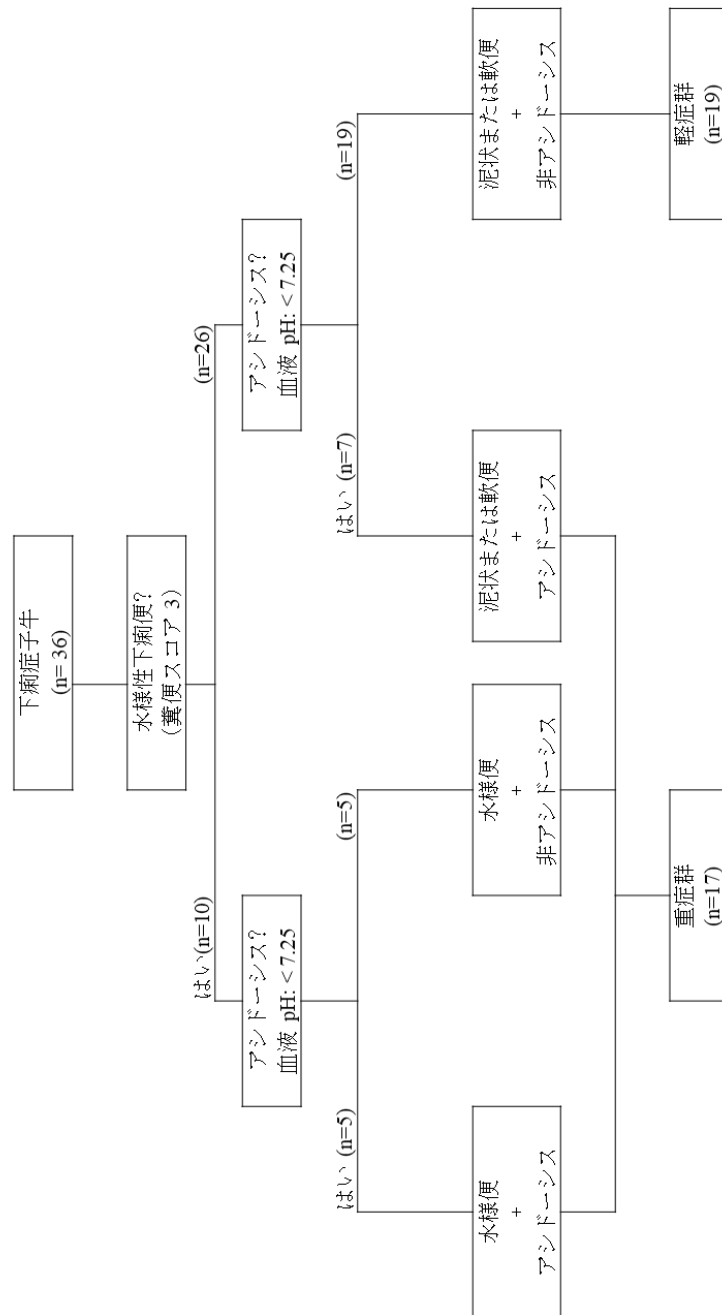 下痢症子牛
(n= 36)
水様性下痢便?
(糞便スコア 3)
はい(n=10)
(n=26)
アシドーシス?
血液 pH: < 7.25
アシドーシス?
血液 pH: < 7.25
はい (n=5)
(n=5)
はい (n=7)
(n=19)
水様便
+
アシドーシス
水様便
+
非アシドーシス
泥状または軟便
+
アシドーシス
泥状または軟便
+
非アシドーシス
重症群
(n=17)
軽症群
(n=19)